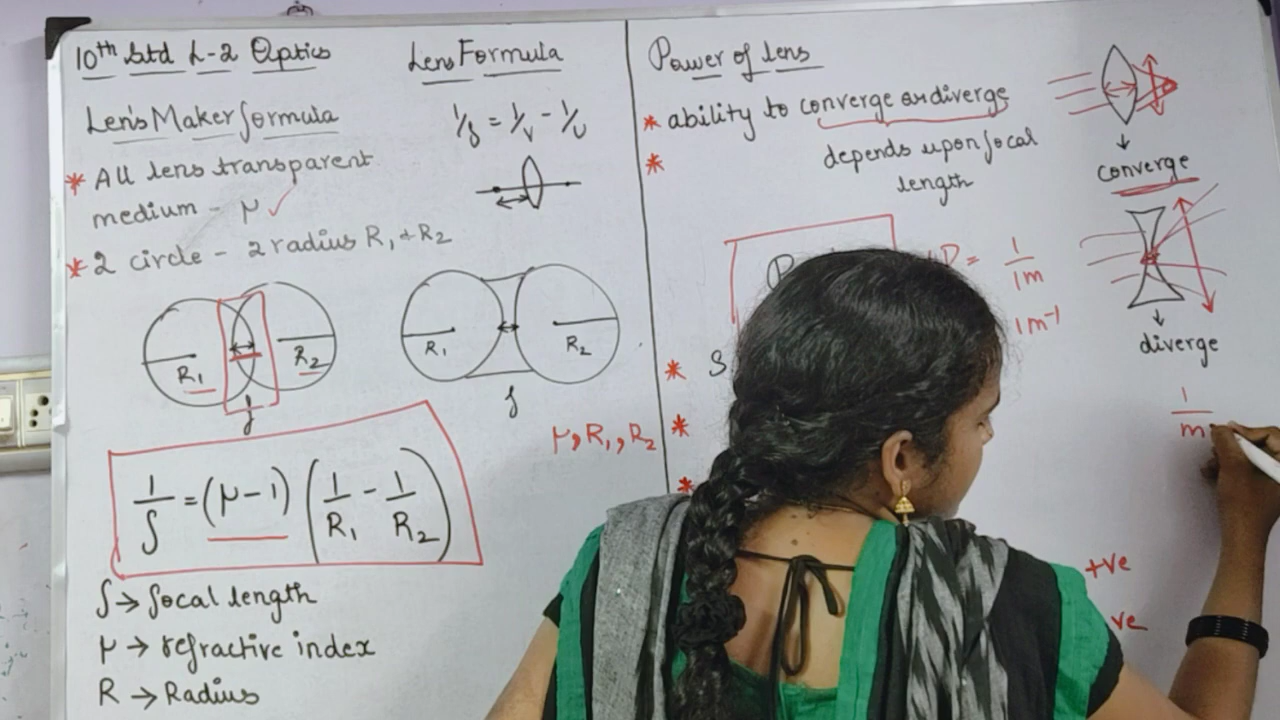 10th Std L-2 Optics
Lens Formula
Len's Maker formula
1/f = 1/v - 1/u
* All lens transparent
medium - μ ✓
* 2 circle - 2 radius R1 + R2
R1
R2
f
R1
R2
f
μ, R1, R2
1/f = (μ-1) (1/R1 - 1/R2)
f → focal length
μ → refractive index
R → Radius
Power of lens
* ability to converge or diverge
*
depends upon focal
length
P
D = 1/1m
1m-1
* S
*
*
+ve
ve
↓
converge
↓
diverge
1/m